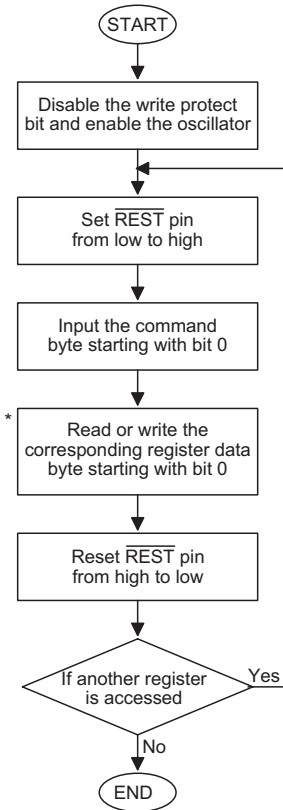 START
Disable the write protect
bit and enable the oscillator
Set REST pin
from low to high
Input the command
byte starting with bit 0
*
Read or write the
corresponding register data
byte starting with bit 0
Reset REST pin
from high to low
If another register
is accessed
Yes
No
END